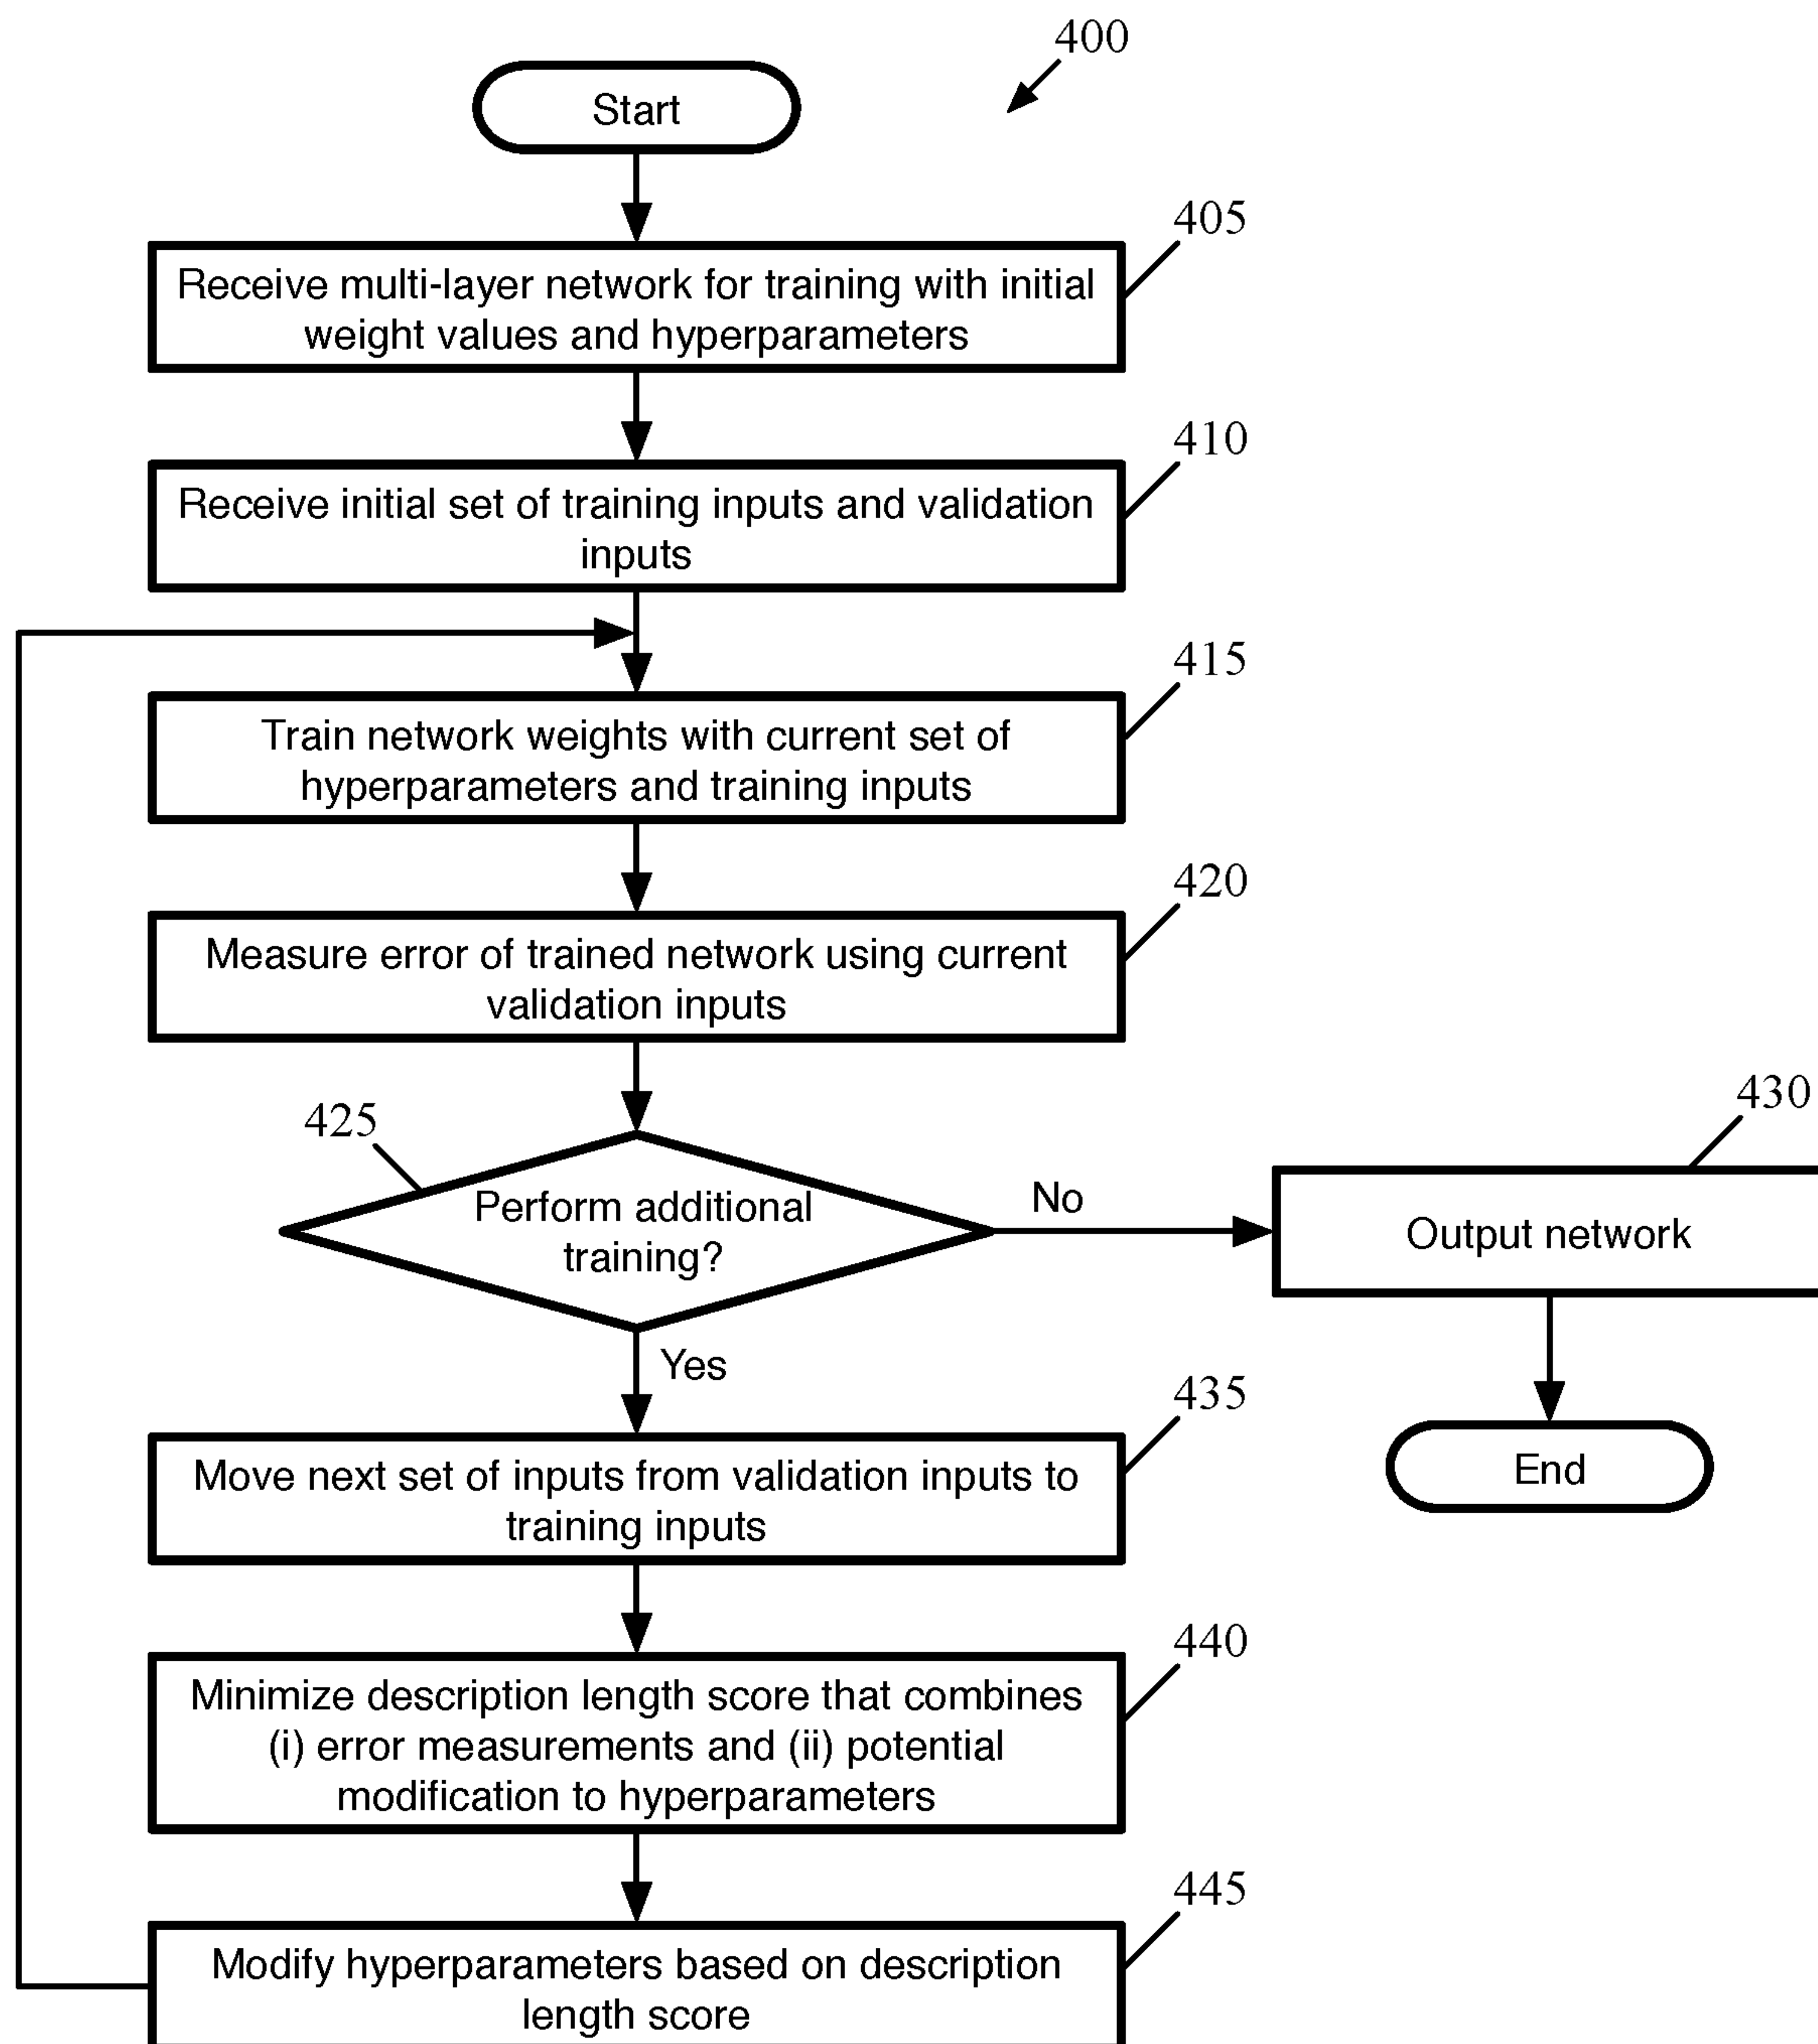 400
Start
405
Receive multi-layer network for training with initial
weight values and hyperparameters
410
Receive initial set of training inputs and validation
inputs
415
Train network weights with current set of
hyperparameters and training inputs
420
Measure error of trained network using current
validation inputs
425
Perform additional
training?
No
430
Output network
Yes
End
435
Move next set of inputs from validation inputs to
training inputs
440
Minimize description length score that combines
(i) error measurements and (ii) potential
modification to hyperparameters
445
Modify hyperparameters based on description
length score